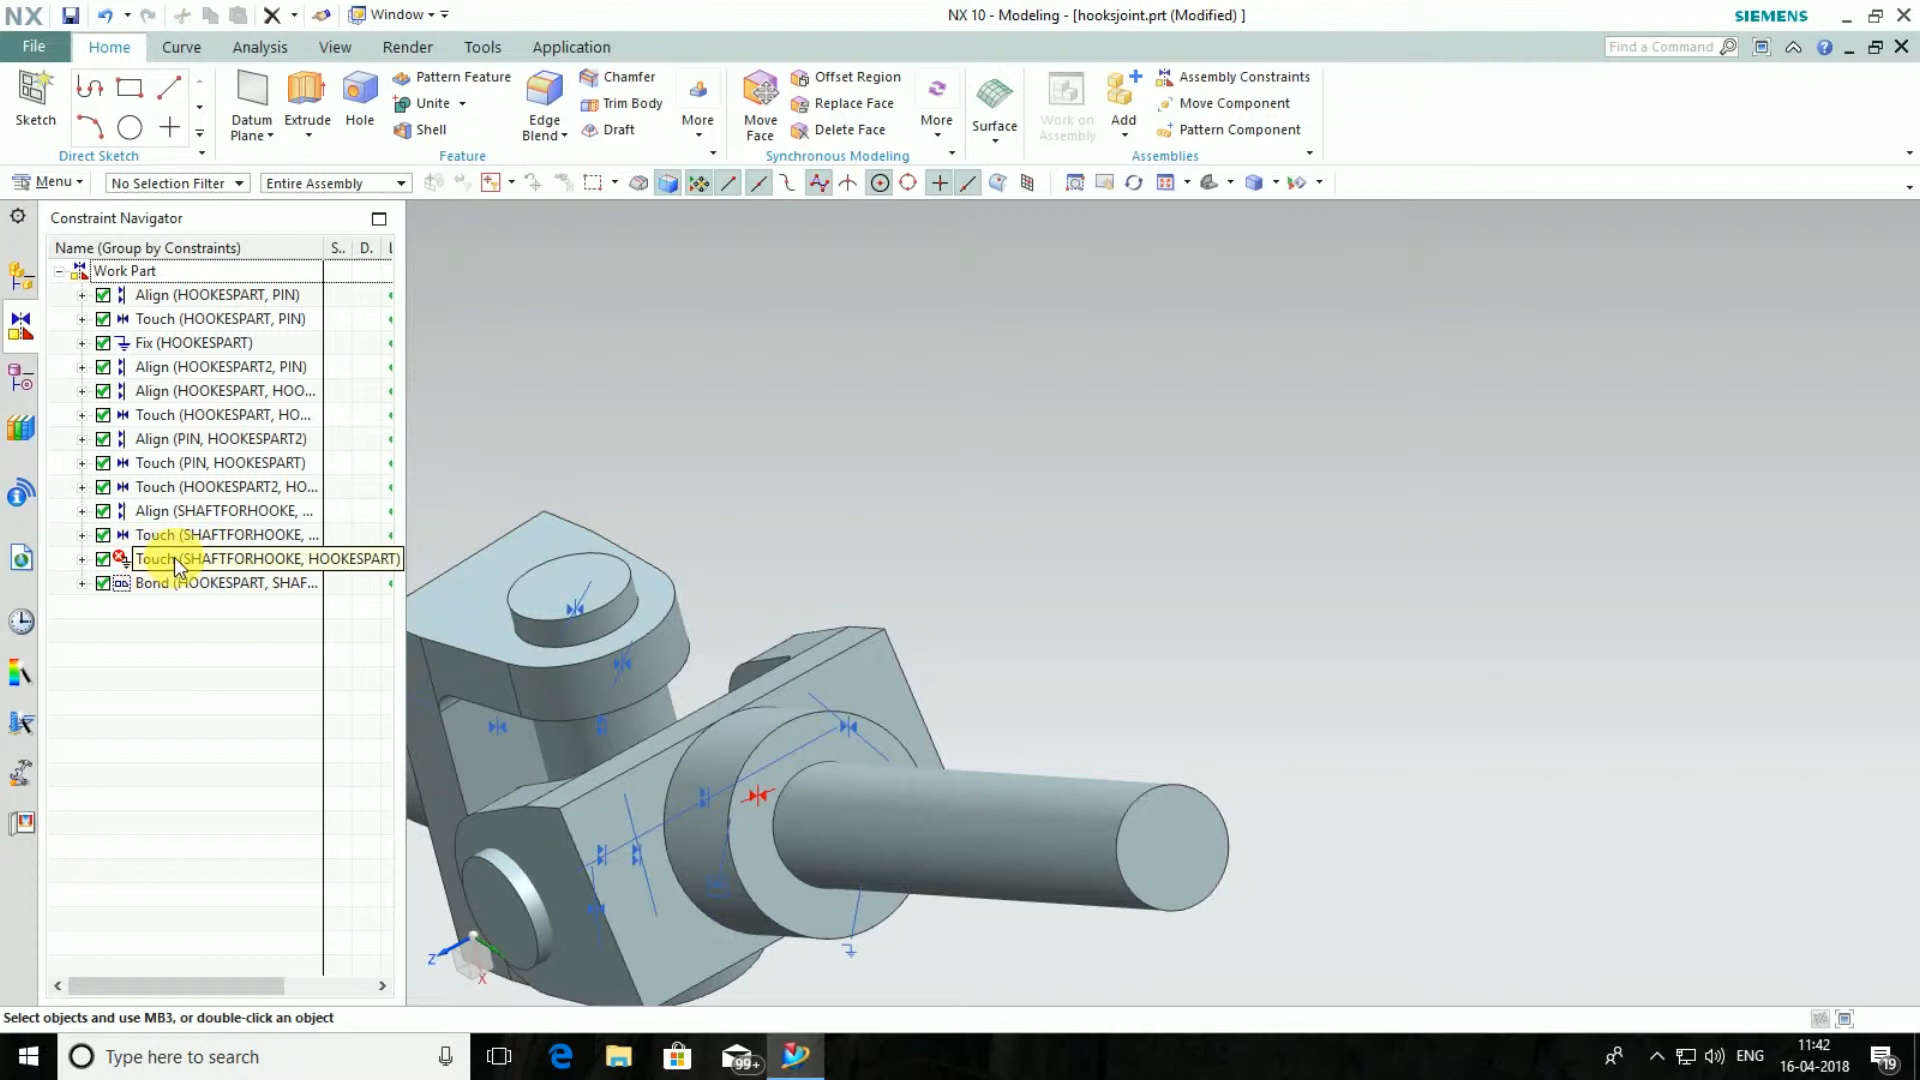 NX Window NX 10 - Modeling - [hooksjoint.prt (Modified) ] SIEMENS
File Home Curve Analysis View Render Tools Application Find a Command
Sketch Datum Plane Extrude Hole Pattern Feature Unite Shell Edge Blend Chamfer Trim Body Draft More Move Face Offset Region Replace Face Delete Face More Surface Work on Assembly Add Assembly Constraints Move Component Pattern Component
Direct Sketch Feature Synchronous Modeling Assemblies
Menu No Selection Filter Entire Assembly
Constraint Navigator
Name (Group by Constraints) S.. D.
Work Part
Align (HOOKESPART, PIN)
Touch (HOOKESPART, PIN)
Fix (HOOKESPART)
Align (HOOKESPART2, PIN)
Align (HOOKESPART, HOO...
Touch (HOOKESPART, HO...
Align (PIN, HOOKESPART2)
Touch (PIN, HOOKESPART)
Touch (HOOKESPART2, HO...
Align (SHAFTFORHOOKE, ...
Touch (SHAFTFORHOOKE, ...
Touch (SHAFTFORHOOKE, HOOKESPART)
Bond (HOOKESPART, SHAF...
Z
X
Select objects and use MB3, or double-click an object
Type here to search 99+ ENG 11:42
16-04-2018 19